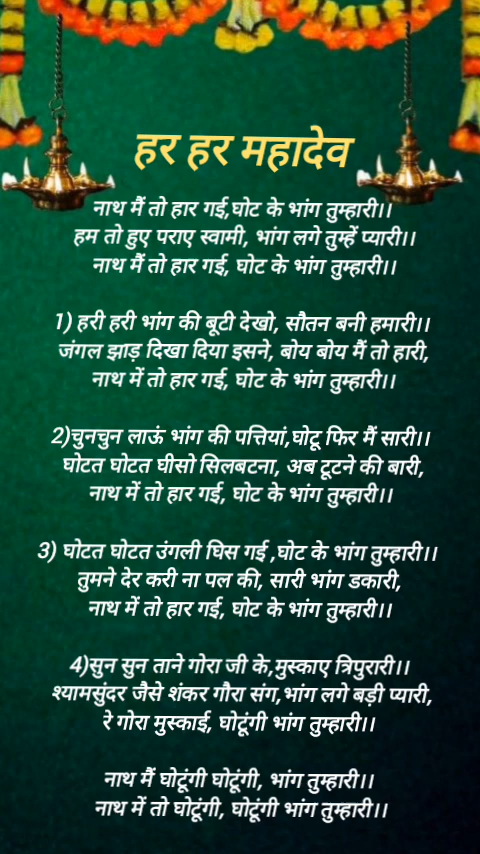 हर हर महादेव
नाथ मैं तो हार गई,घोट के भांग तुम्हारी।।
हम तो हुए पराए स्वामी, भांग लगे तुम्हें प्यारी।।
नाथ मैं तो हार गई, घोट के भांग तुम्हारी।।
1) हरी हरी भांग की बूटी देखो, सौतन बनी हमारी।।
जंगल झाड़ दिखा दिया इसने, बोय बोय मैं तो हारी,
नाथ में तो हार गई, घोट के भांग तुम्हारी।।
2)चुनचुन लाऊं भांग की पत्तियां,घोटू फिर मैं सारी।।
घोटत घोटत घीसो सिलबटना, अब टूटने की बारी,
नाथ में तो हार गई, घोट के भांग तुम्हारी।।
3) घोटत घोटत उंगली घिस गई ,घोट के भांग तुम्हारी।।
तुमने देर करी ना पल की, सारी भांग डकारी,
नाथ में तो हार गई, घोट के भांग तुम्हारी।।
4)सुन सुन ताने गोरा जी के,मुस्काए त्रिपुरारी।।
श्यामसुंदर जैसे शंकर गौरा संग,भांग लगे बड़ी प्यारी,
रे गोरा मुस्काई, घोटूंगी भांग तुम्हारी।।
नाथ मैं घोटूंगी घोटूंगी, भांग तुम्हारी।।
नाथ में तो घोटूंगी, घोटूंगी भांग तुम्हारी।।